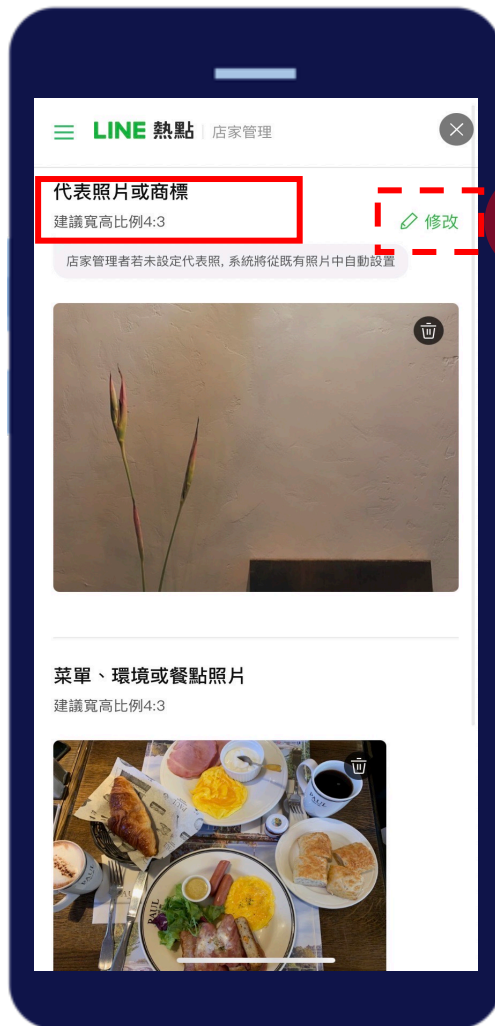 LINE 熱點 店家管理
代表照片或商標
建議寬高比例4:3
修改
店家管理者若未設定代表照, 系統將從既有照片中自動設置
菜單、環境或餐點照片
建議寬高比例4:3
PAUL